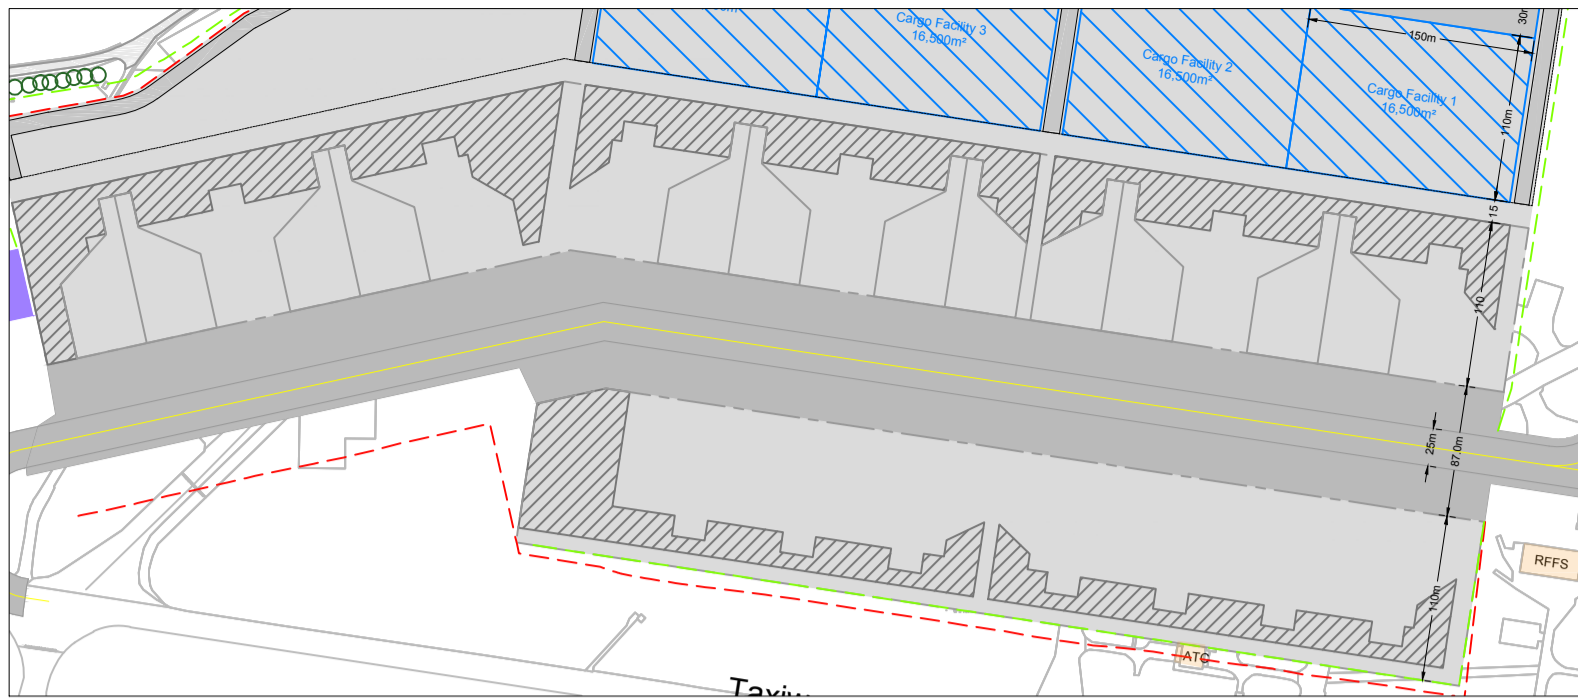 Cargo Facility 3
16,500m²
Cargo Facility 2
16,500m²
Cargo Facility 1
16,500m²
150m
110m
15
110
25m
87.0m
110m
RFFS
ATC